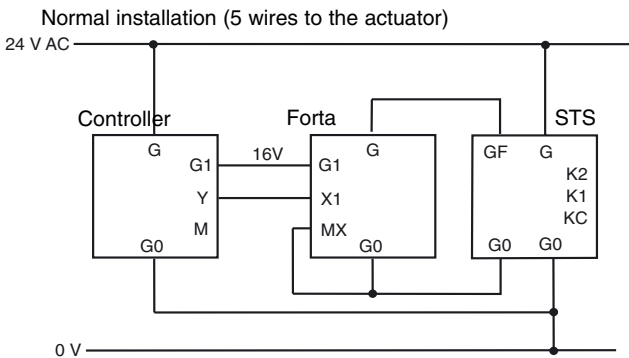 Normal installation (5 wires to the actuator)
24 V AC
Controller
Forta
STS
G
G1
Y
M
G0
16V
G
G1
X1
MX
G0
GF
G
K2
K1
KC
G0
G0
0 V